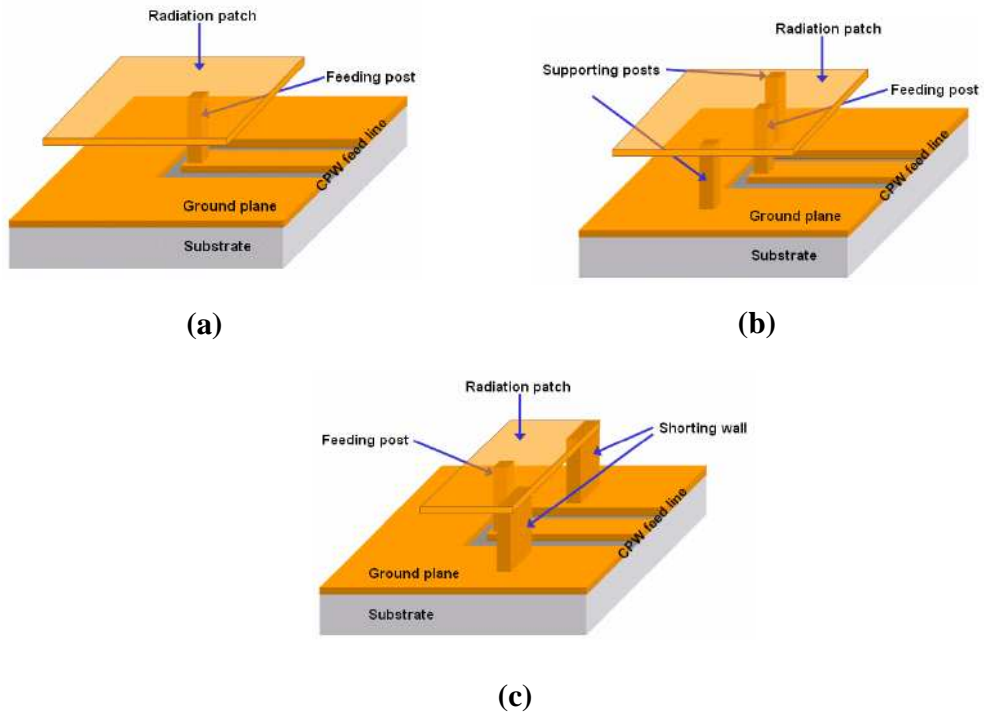 Radiation patch
Feeding post
CPW feed line
Ground plane
Substrate
(a)
Radiation patch
Supporting posts
Feeding post
CPW feed line
Ground plane
Substrate
(b)
Radiation patch
Feeding post
Shorting wall
CPW feed line
Ground plane
Substrate
(c)